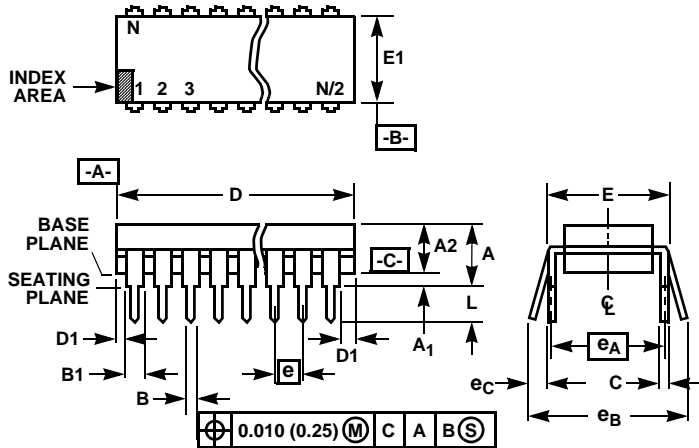 N
E1
INDEX
AREA
1 2 3 N/2
-B-
-A-
D
E
BASE
PLANE
A2
A
-C-
SEATING
PLANE
L
C
L
D1
A1
D1
eA
B1
e
eC
C
B
eB
0.010 (0.25) M C A B S